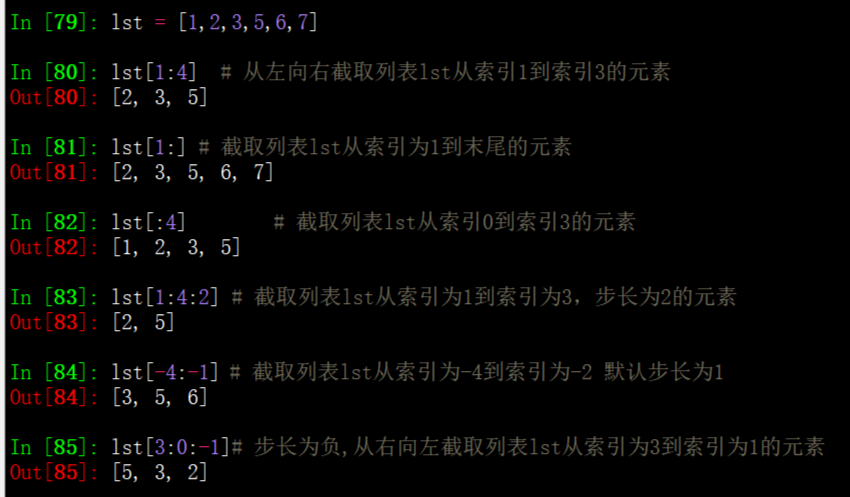 In [79]: lst = [1,2,3,5,6,7]
In [80]: lst[1:4]  # 从左向右截取列表lst从索引1到索引3的元素
Out[80]: [2, 3, 5]
In [81]: lst[1:] # 截取列表lst从索引为1到末尾的元素
Out[81]: [2, 3, 5, 6, 7]
In [82]: lst[:4]        # 截取列表lst从索引0到索引3的元素
Out[82]: [1, 2, 3, 5]
In [83]: lst[1:4:2] # 截取列表lst从索引为1到索引为3，步长为2的元素
Out[83]: [2, 5]
In [84]: lst[-4:-1] # 截取列表lst从索引为-4到索引为-2 默认步长为1
Out[84]: [3, 5, 6]
In [85]: lst[3:0:-1]# 步长为负,从右向左截取列表lst从索引为3到索引为1的元素
Out[85]: [5, 3, 2]